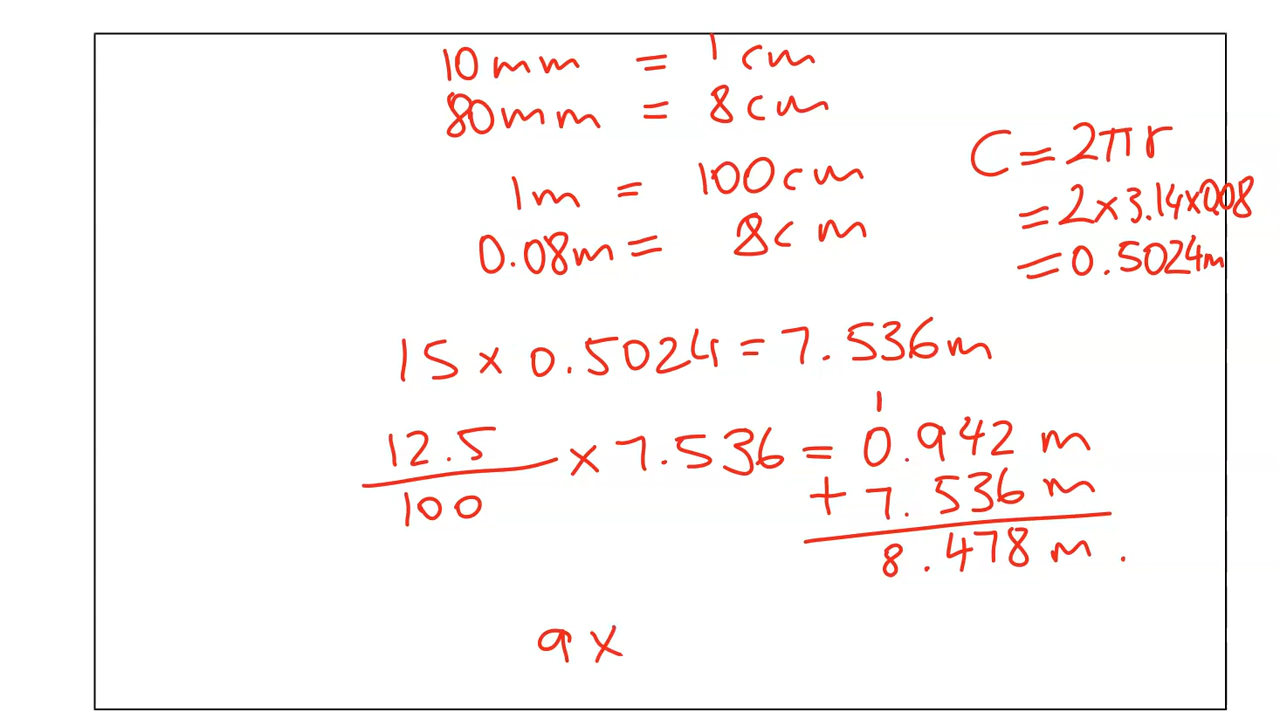 10mm = 1cm
80mm = 8cm
1m = 100cm
0.08m = 8cm
C = 2πr
= 2×3.14×0.08
= 0.5024m
15 × 0.5024 = 7.536m
1
12.5/100 × 7.536 = 0.942 m
+ 7.536 m
8.478 m.
9 ×